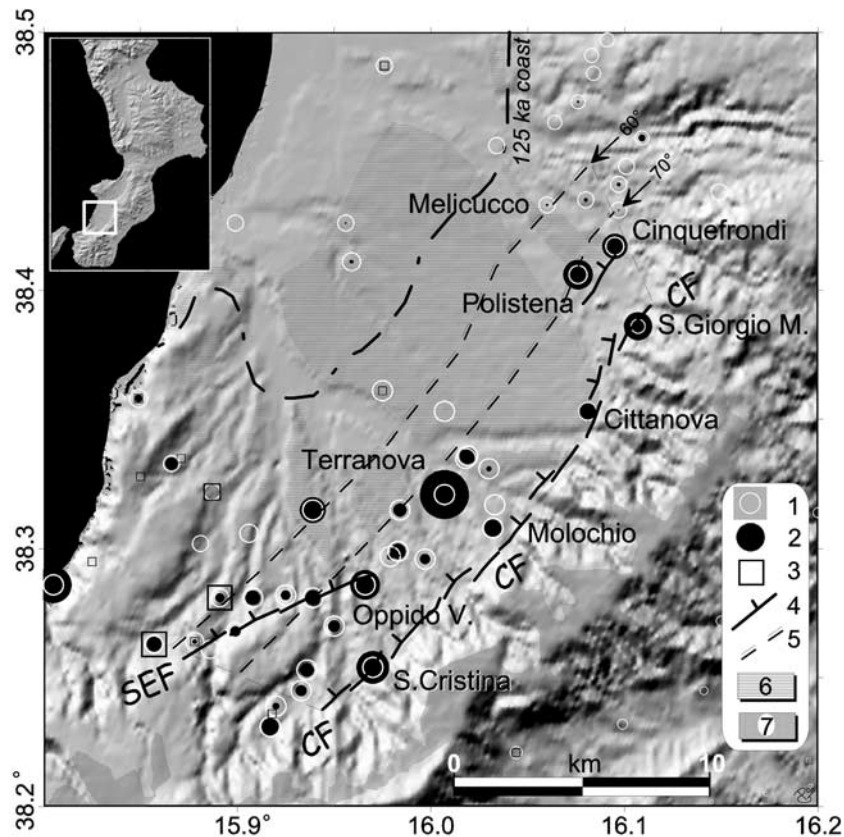 38.5
125 ka coast
60°
70°
Melicucco
Cinquefrondi
38.4
Polistena
CF
S.Giorgio M.
Cittanova
Terranova
1
2
38.3
Molochio
3
CF
4
Oppido V.
5
SEF
S.Cristina
6
CF
7
km
0
10
38.2°
15.9°
16.0
16.1
16.2